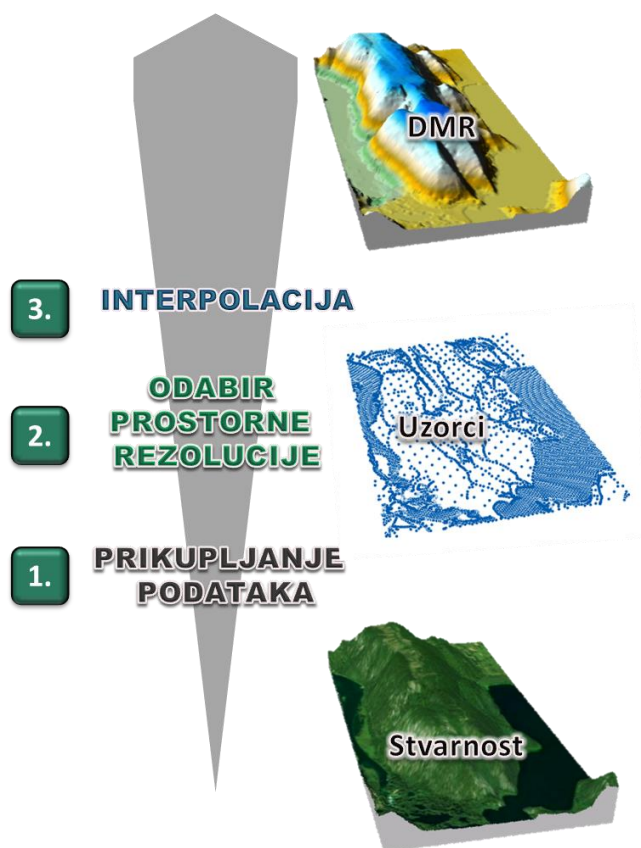 DMR
3.
INTERPOLACIJA
2.
ODABIR
PROSTORNE
REZOLUCIJE
Uzorci
1.
PRIKUPLJANJE
PODATAKA
Stvarnost